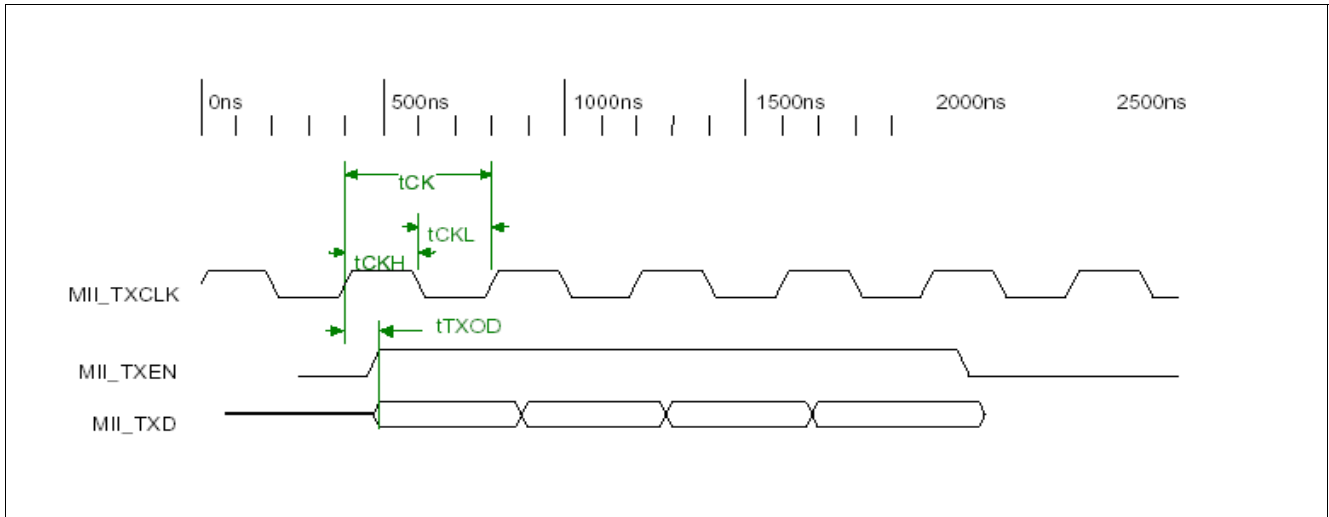 0ns 500ns 1000ns 1500ns 2000ns 2500ns
tCK
tCKL
tCKH
MII_TXCLK
tTXOD
MII_TXEN
MII_TXD